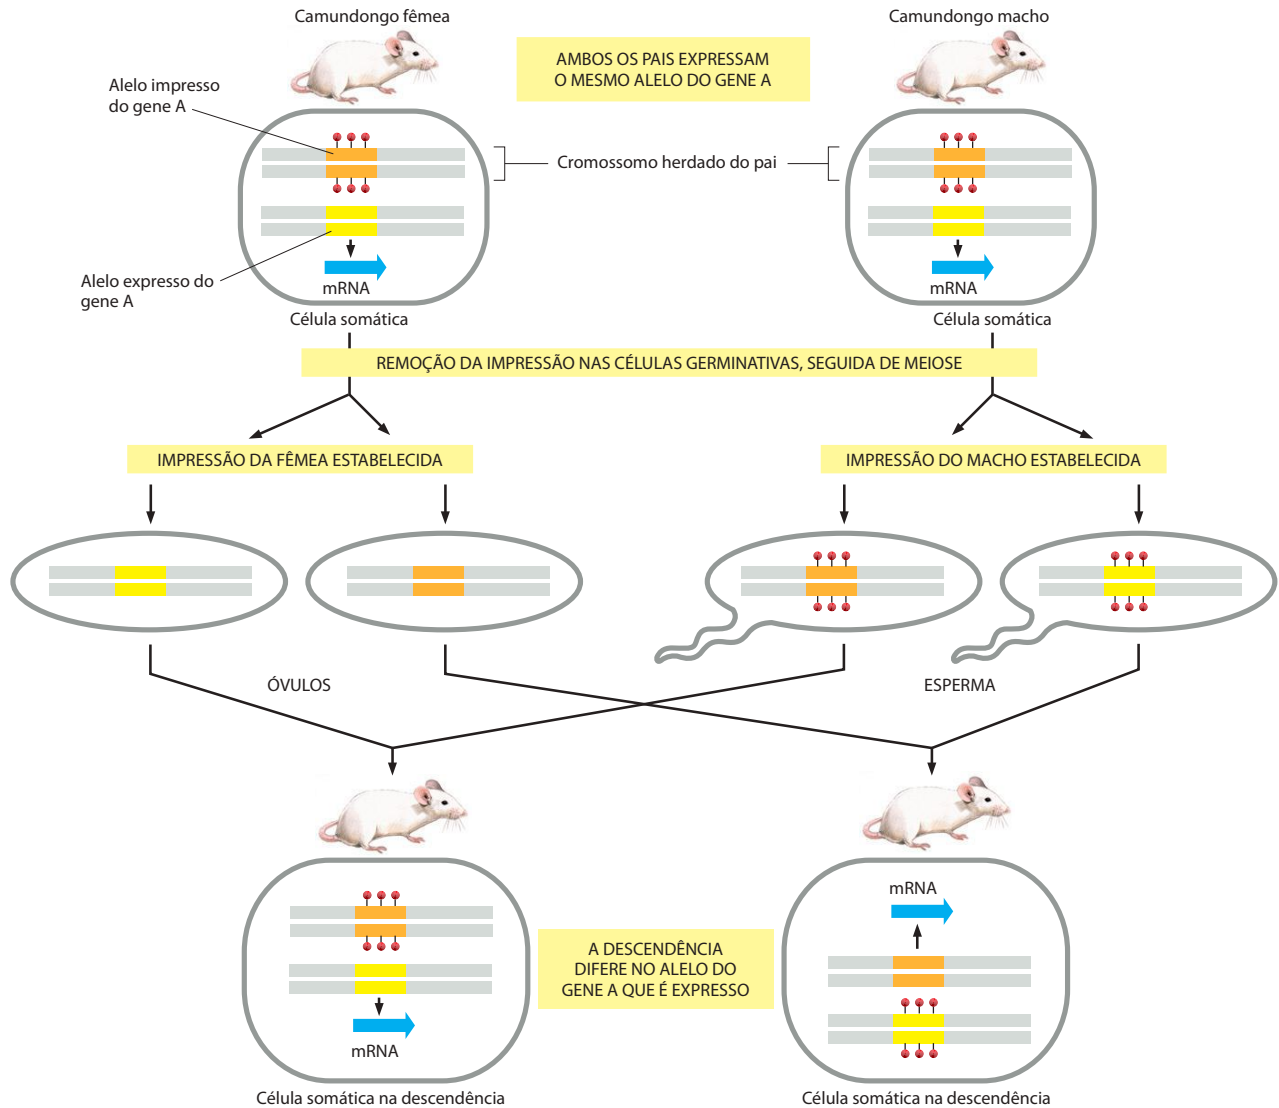 Camundongo fêmea
Camundongo macho
AMBOS OS PAIS EXPRESSAM
O MESMO ALELO DO GENE A
Alelo impresso
do gene A
Cromossomo herdado do pai
Alelo expresso do
gene A
mRNA
mRNA
Célula somática
Célula somática
REMOÇÃO DA IMPRESSÃO NAS CÉLULAS GERMINATIVAS, SEGUIDA DE MEIOSE
IMPRESSÃO DA FÊMEA ESTABELECIDA
IMPRESSÃO DO MACHO ESTABELECIDA
ÓVULOS
ESPERMA
mRNA
A DESCENDÊNCIA
DIFERE NO ALELO DO
GENE A QUE É EXPRESSO
mRNA
Célula somática na descendência
Célula somática na descendência